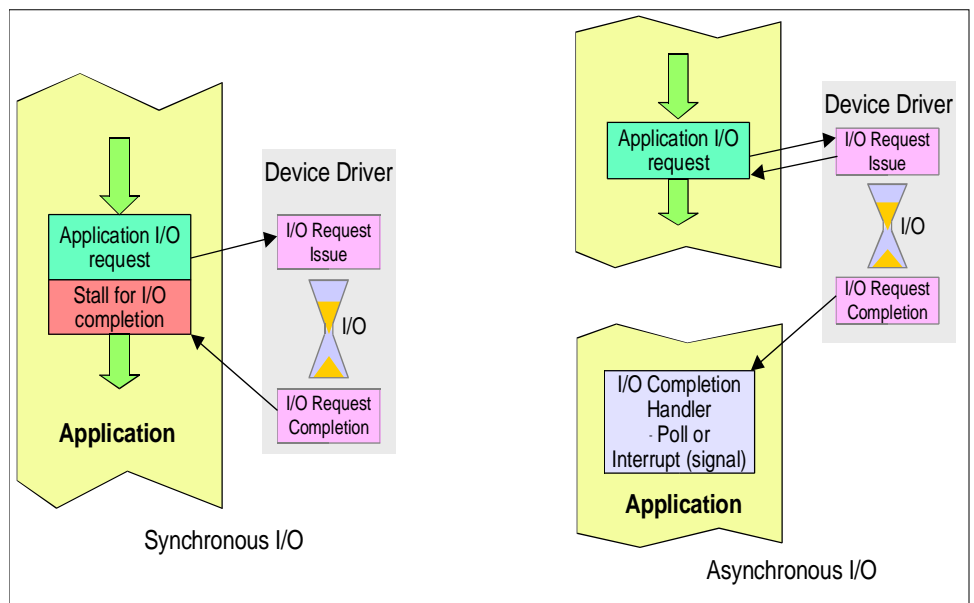 Application I/O
request
Stall for I/O
completion
Application
Device Driver
I/O Request
Issue
I/O
I/O Request
Completion
Synchronous I/O
Application I/O
request
Device Driver
I/O Request
Issue
I/O
I/O Request
Completion
I/O Completion
Handler
- Poll or
Interrupt (signal)
Application
Asynchronous I/O